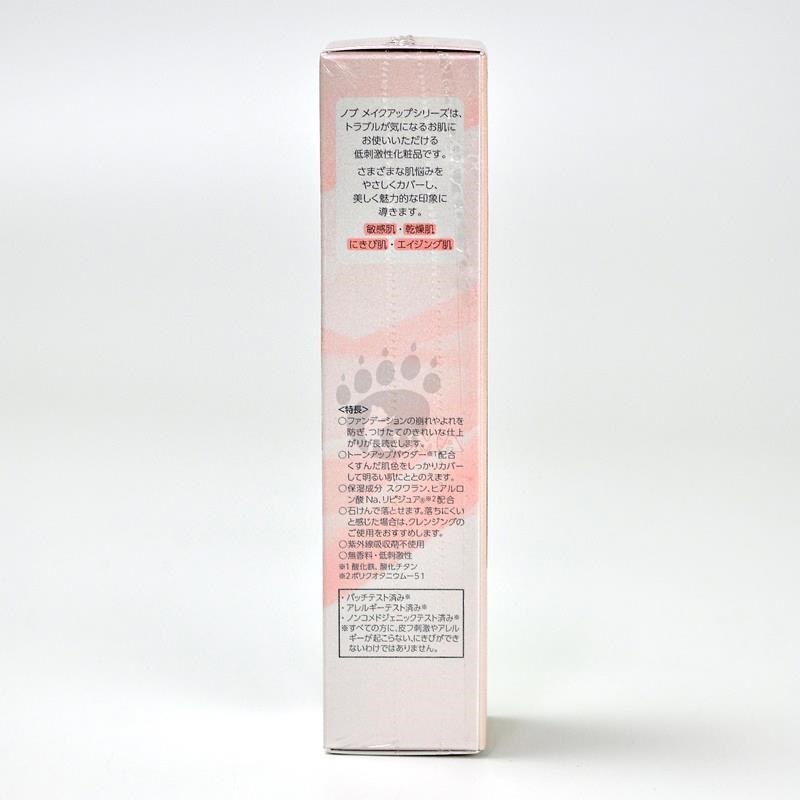 ノブ メイクアップシリーズは、
トラブルが気になるお肌に
お使いいただける
低刺激性化粧品です。
さまざまな肌悩みを
やさしくカバーし、
美しく魅力的な印象に
導きます。
敏感肌・乾燥肌
にきび肌・エイジング肌
<特長>
○ファンデーションの崩れやよれを
防ぎ、つけたてのきれいな仕上
がりが長続きします。
○トーンアップパウダー※1配合
くすんだ肌色をしっかりカバー
して明るい肌にととのえます。
○保湿成分 スクワラン、ヒアルロ
ン酸Na、リピジュア®※2配合
○石けんで落とせます。落ちにくい
と感じた場合は、クレンジングの
ご使用をおすすめします。
○紫外線吸収剤不使用
○無香料・低刺激性
※1 酸化鉄、酸化チタン
※2 ポリクオタニウム-51
・パッチテスト済み※
・アレルギーテスト済み※
・ノンコメドジェニックテスト済み※
※すべての方に、皮フ刺激やアレル
ギーが起こらない、にきびができ
ないわけではありません。